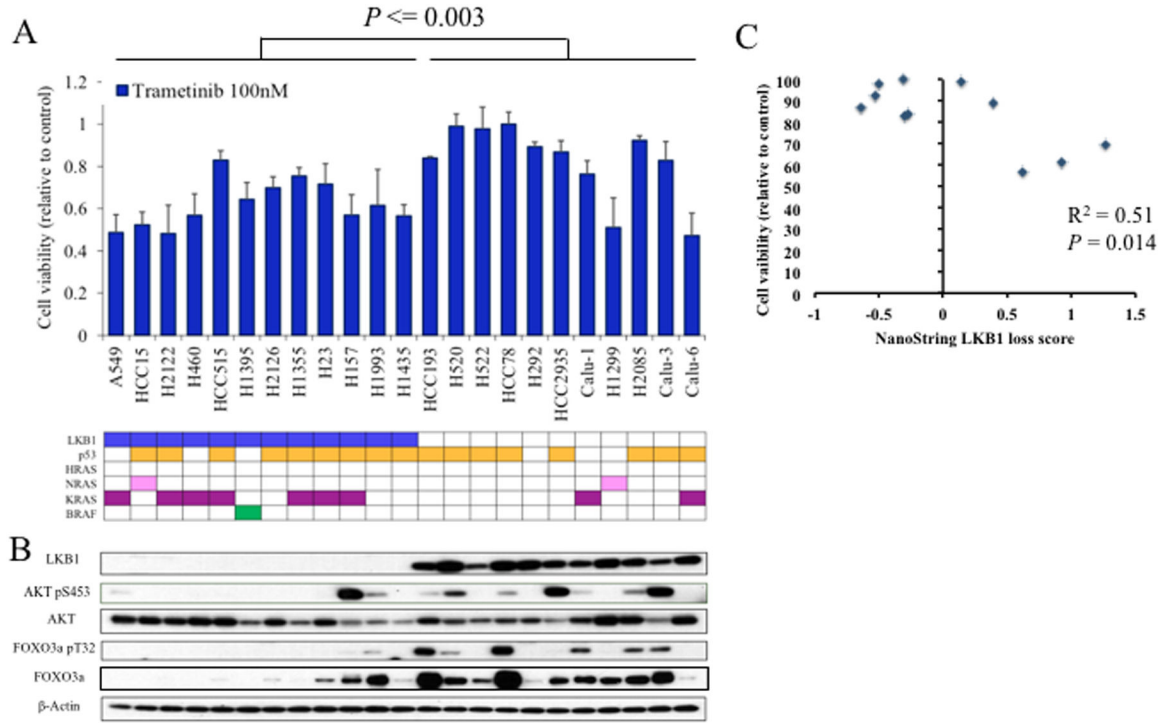 A
P <= 0.003
Cell viability (relative to control)
1.2
1
0.8
0.6
0.4
0.2
0
Trametinib 100nM
A549
HCC15
H2122
H460
HCC515
H1395
H2126
H1355
H23
H157
H1993
H1435
HCC193
H520
H522
HCC78
H292
HCC2935
Calu-1
H1299
H2085
Calu-3
Calu-6
LKB1
p53
HRAS
NRAS
KRAS
BRAF
B
LKB1
AKT pS453
AKT
FOXO3a pT32
FOXO3a
β-Actin
C
Cell vaibility (relative to control)
100
90
80
70
60
50
40
30
20
10
0
-1
-0.5
0
0.5
1
1.5
R² = 0.51
P = 0.014
NanoString LKB1 loss score